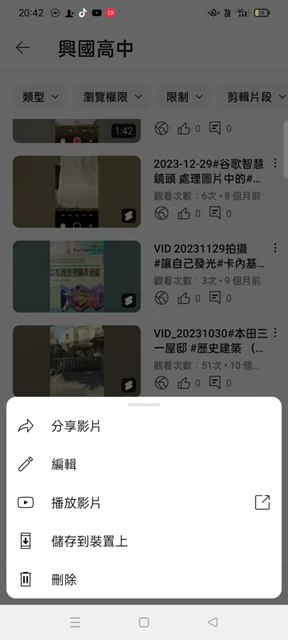 20:42
興國高中
類型 瀏覽權限 限制 剪輯片段
1:42
0 0
2023-12-29#谷歌智慧
鏡頭 處理圖片中的#...
觀看次數：6次・8 個月前
0 0
VID 20231129拍攝
#讓自己發光#卡內基...
觀看次數：3次・9 個月前
0 0
VID_20231030#本田三
一屋邸 #歷史建築 （...
觀看次數：51次・10 個...
0 0
分享影片
編輯
播放影片
儲存到裝置上
刪除